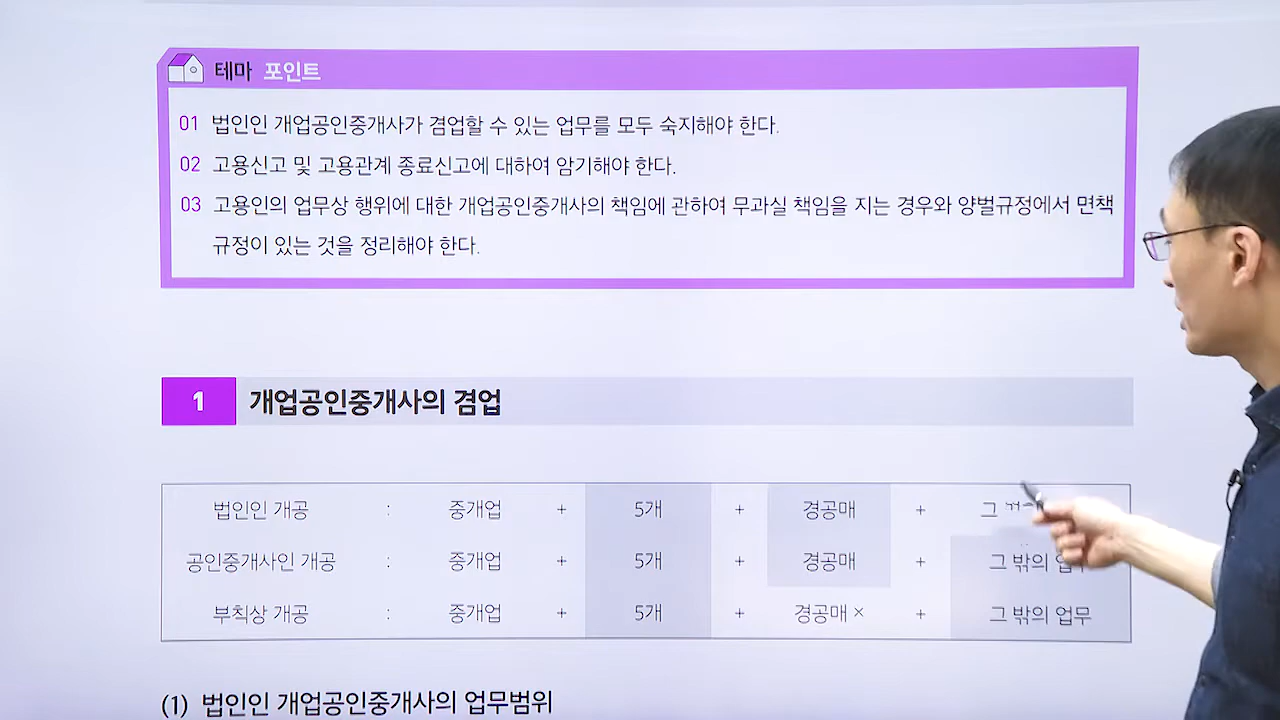 테마 포인트
01 법인인 개업공인중개사가 겸업할 수 있는 업무를 모두 숙지해야 한다.
02 고용신고 및 고용관계 종료신고에 대하여 암기해야 한다.
03 고용인의 업무상 행위에 대한 개업공인중개사의 책임에 관하여 무과실 책임을 지는 경우와 양벌규정에서 면책
규정이 있는 것을 정리해야 한다.
1 개업공인중개사의 겸업
법인인 개공 : 중개업 + 5개 + 경공매 + 그
공인중개사인 개공 : 중개업 + 5개 + 경공매 + 그 밖의
부칙상 개공 : 중개업 + 5개 + 경공매 × + 그 밖의 업무
(1) 법인인 개업공인중개사의 업무범위